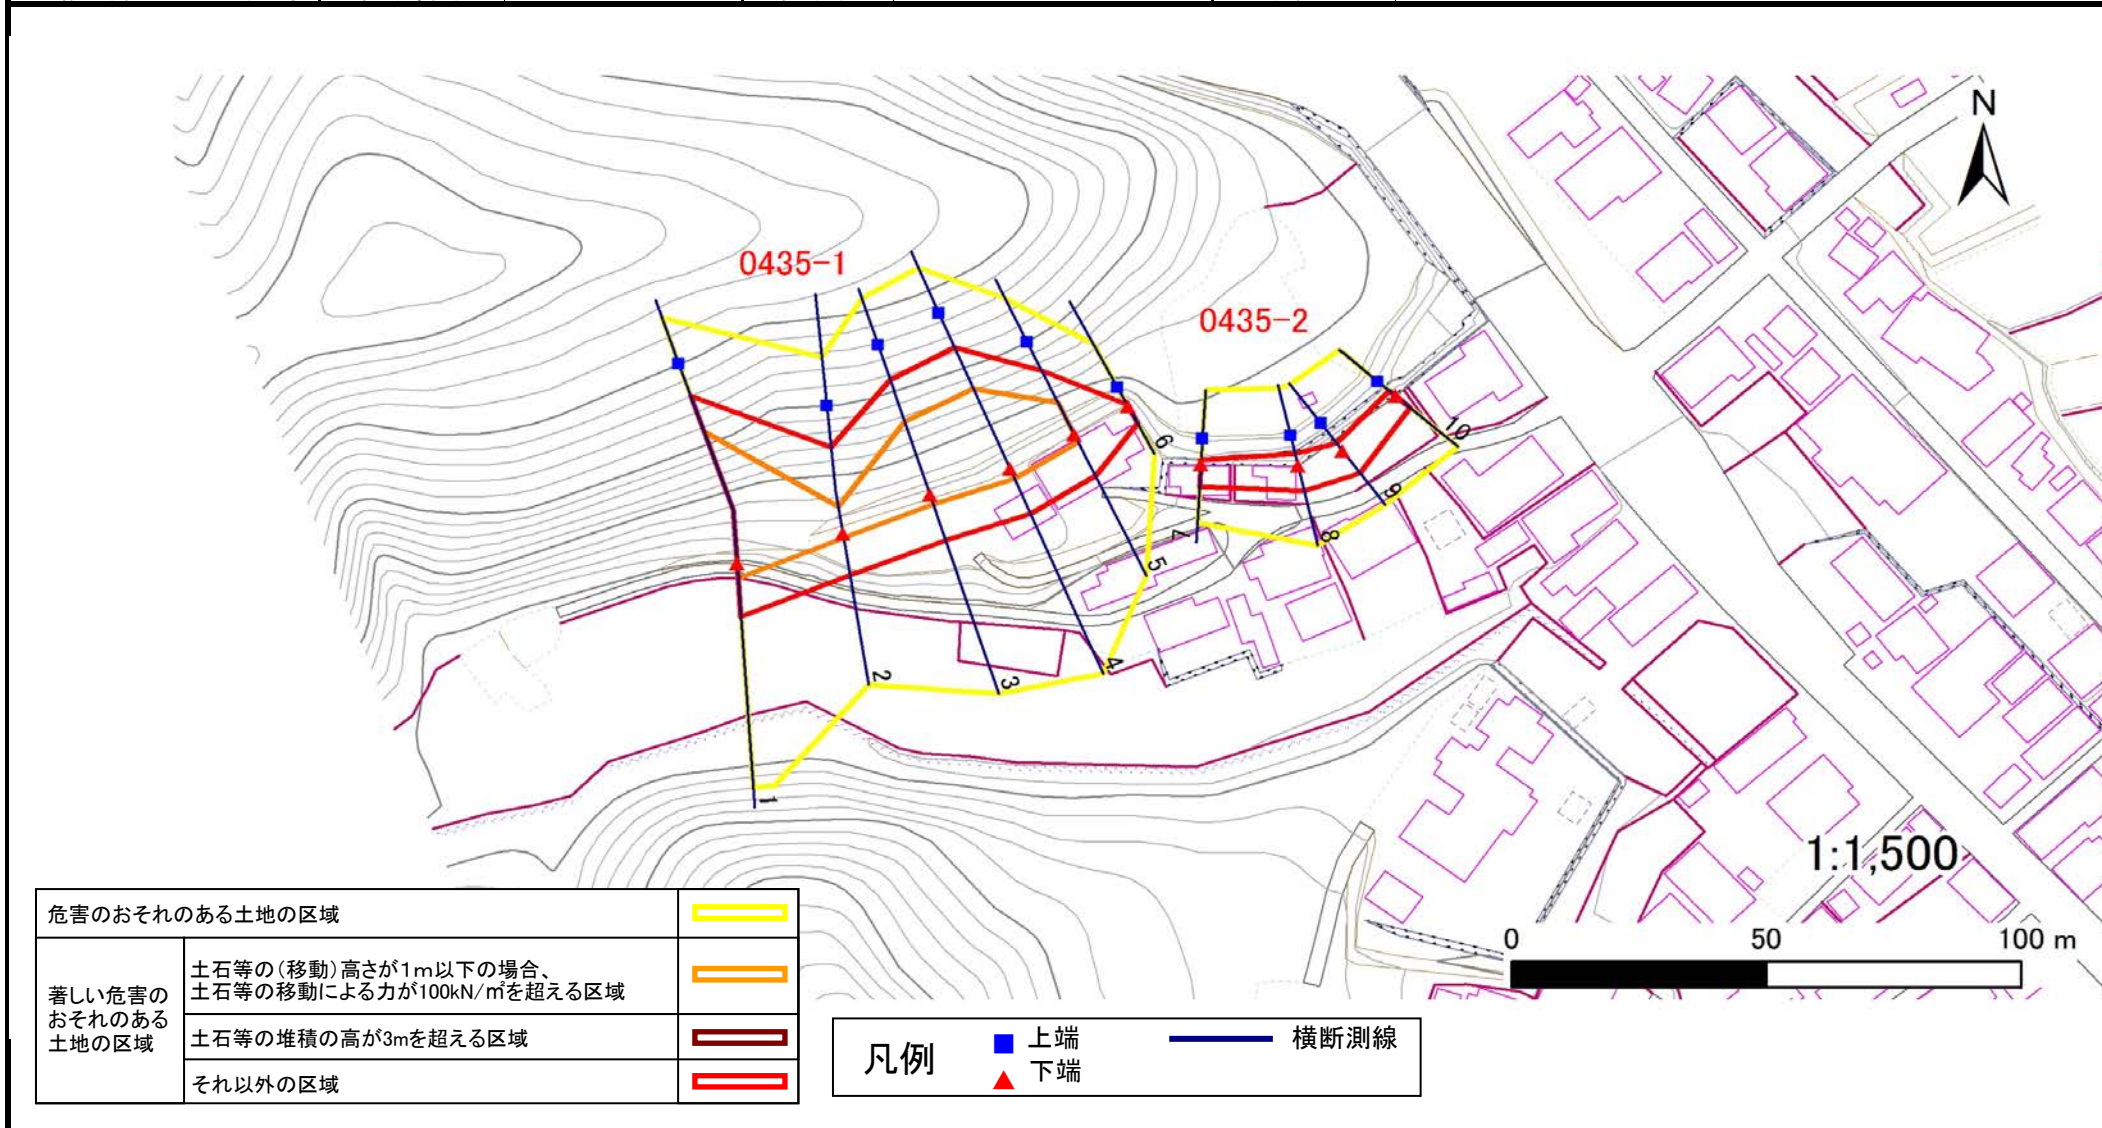 N
0435-1
0435-2
1
2
3
4
5
6
7
8
9
10
1:1,500
0 50 100 m
危害のおそれのある土地の区域
著しい危害の
おそれのある
土地の区域
土石等の(移動)高さが1m以下の場合、
土石等の移動による力が100kN/㎡を超える区域
土石等の堆積の高が3mを超える区域
それ以外の区域
凡例
上端
下端
横断測線